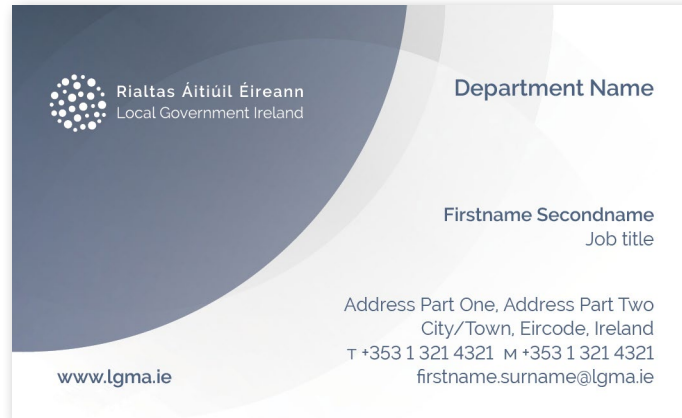 Rialtas Áitiúil Éireann
Local Government Ireland
Department Name
Firstname Secondname
Job title
Address Part One, Address Part Two
City/Town, Eircode, Ireland
T +353 1 321 4321 M +353 1 321 4321
firstname.surname@lgma.ie
www.lgma.ie